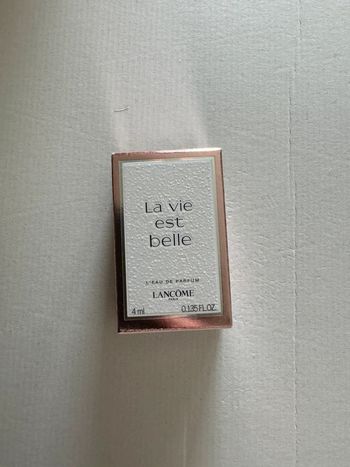 La vie
est
belle
L'EAU DE PARFUM
LANCÔME
PARIS
4 ml 0.135 FL.OZ.